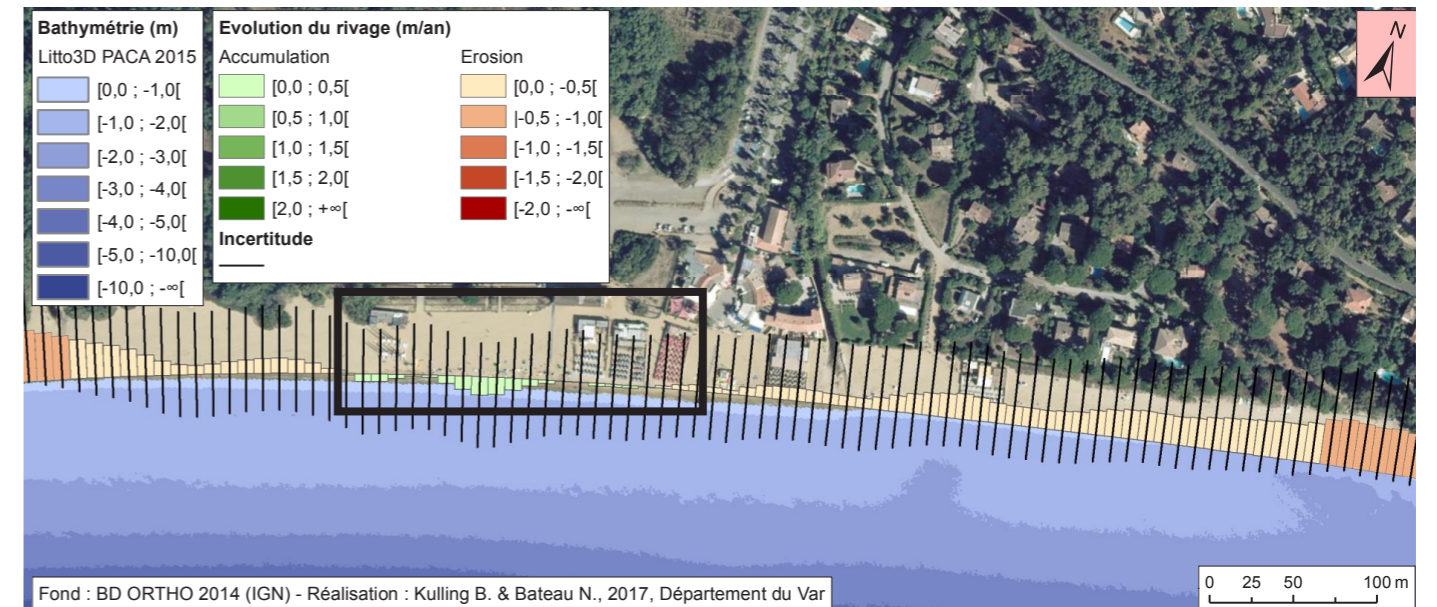 Bathymétrie (m)
Litto3D PACA 2015
[0,0 ; -1,0[
[-1,0 ; -2,0[
[-2,0 ; -3,0[
[-3,0 ; -4,0[
[-4,0 ; -5,0[
[-5,0 ; -10,0[
[-10,0 ; -∞[
Evolution du rivage (m/an)
Accumulation
[0,0 ; 0,5[
[0,5 ; 1,0[
[1,0 ; 1,5[
[1,5 ; 2,0[
[2,0 ; +∞[
Erosion
[0,0 ; -0,5[
|-0,5 ; -1,0[
[-1,0 ; -1,5[
[-1,5 ; -2,0[
[-2,0 ; -∞[
Incertitude
N
Fond : BD ORTHO 2014 (IGN) - Réalisation : Kulling B. & Bateau N., 2017, Département du Var
0 25 50 100 m